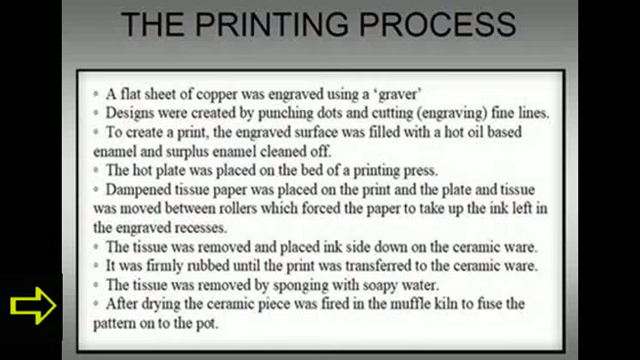 THE PRINTING PROCESS
◦ A flat sheet of copper was engraved using a ‘graver’
◦ Designs were created by punching dots and cutting (engraving) fine lines.
◦ To create a print, the engraved surface was filled with a hot oil based
enamel and surplus enamel cleaned off.
◦ The hot plate was placed on the bed of a printing press.
◦ Dampened tissue paper was placed on the print and the plate and tissue
was moved between rollers which forced the paper to take up the ink left in
the engraved recesses.
◦ The tissue was removed and placed ink side down on the ceramic ware.
◦ It was firmly rubbed until the print was transferred to the ceramic ware.
◦ The tissue was removed by sponging with soapy water.
◦ After drying the ceramic piece was fired in the muffle kiln to fuse the
pattern on to the pot.